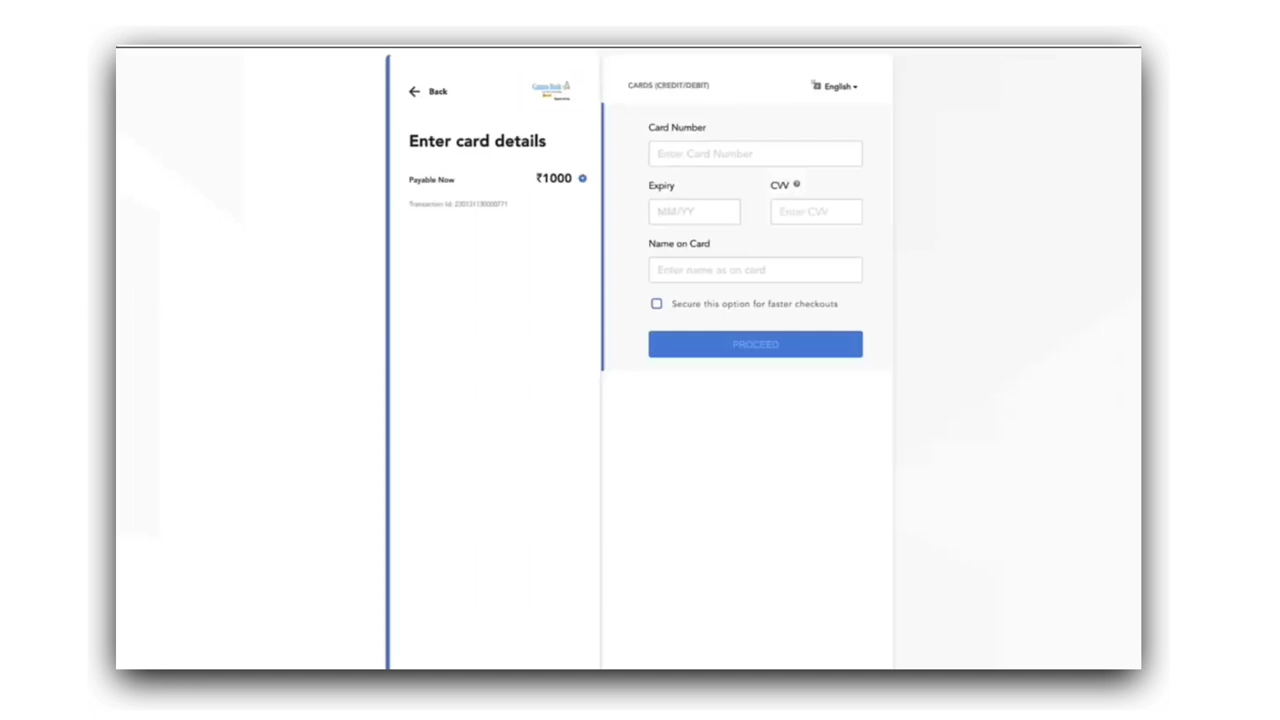 Back
Enter card details
Payable Now ₹1000
CARDS (CREDIT/DEBIT)
English
Card Number
Enter Card Number
Expiry CVV
MM/YY Enter CVV
Name on Card
Enter name as on card
Secure this option for faster checkouts
PROCEED